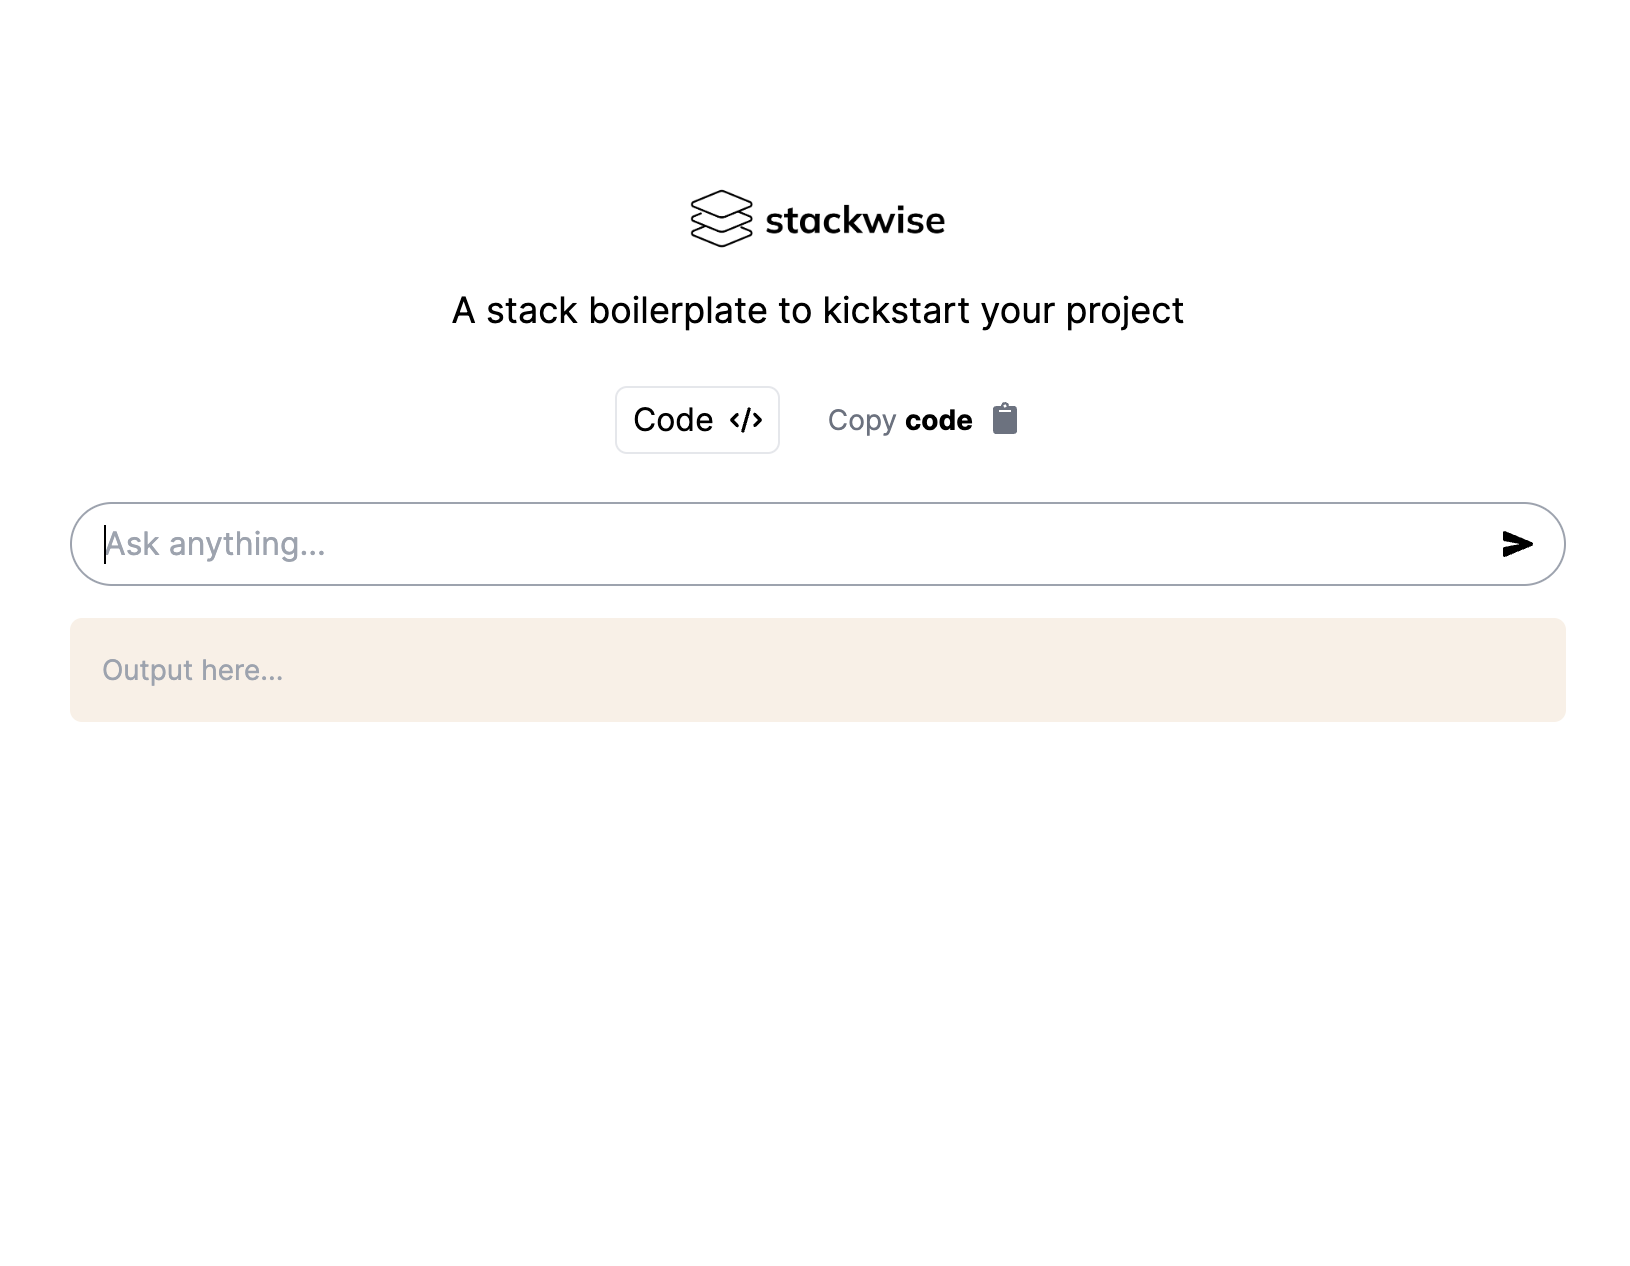 stackwise
A stack boilerplate to kickstart your project
Code </>
Copy code
Ask anything...
Output here...